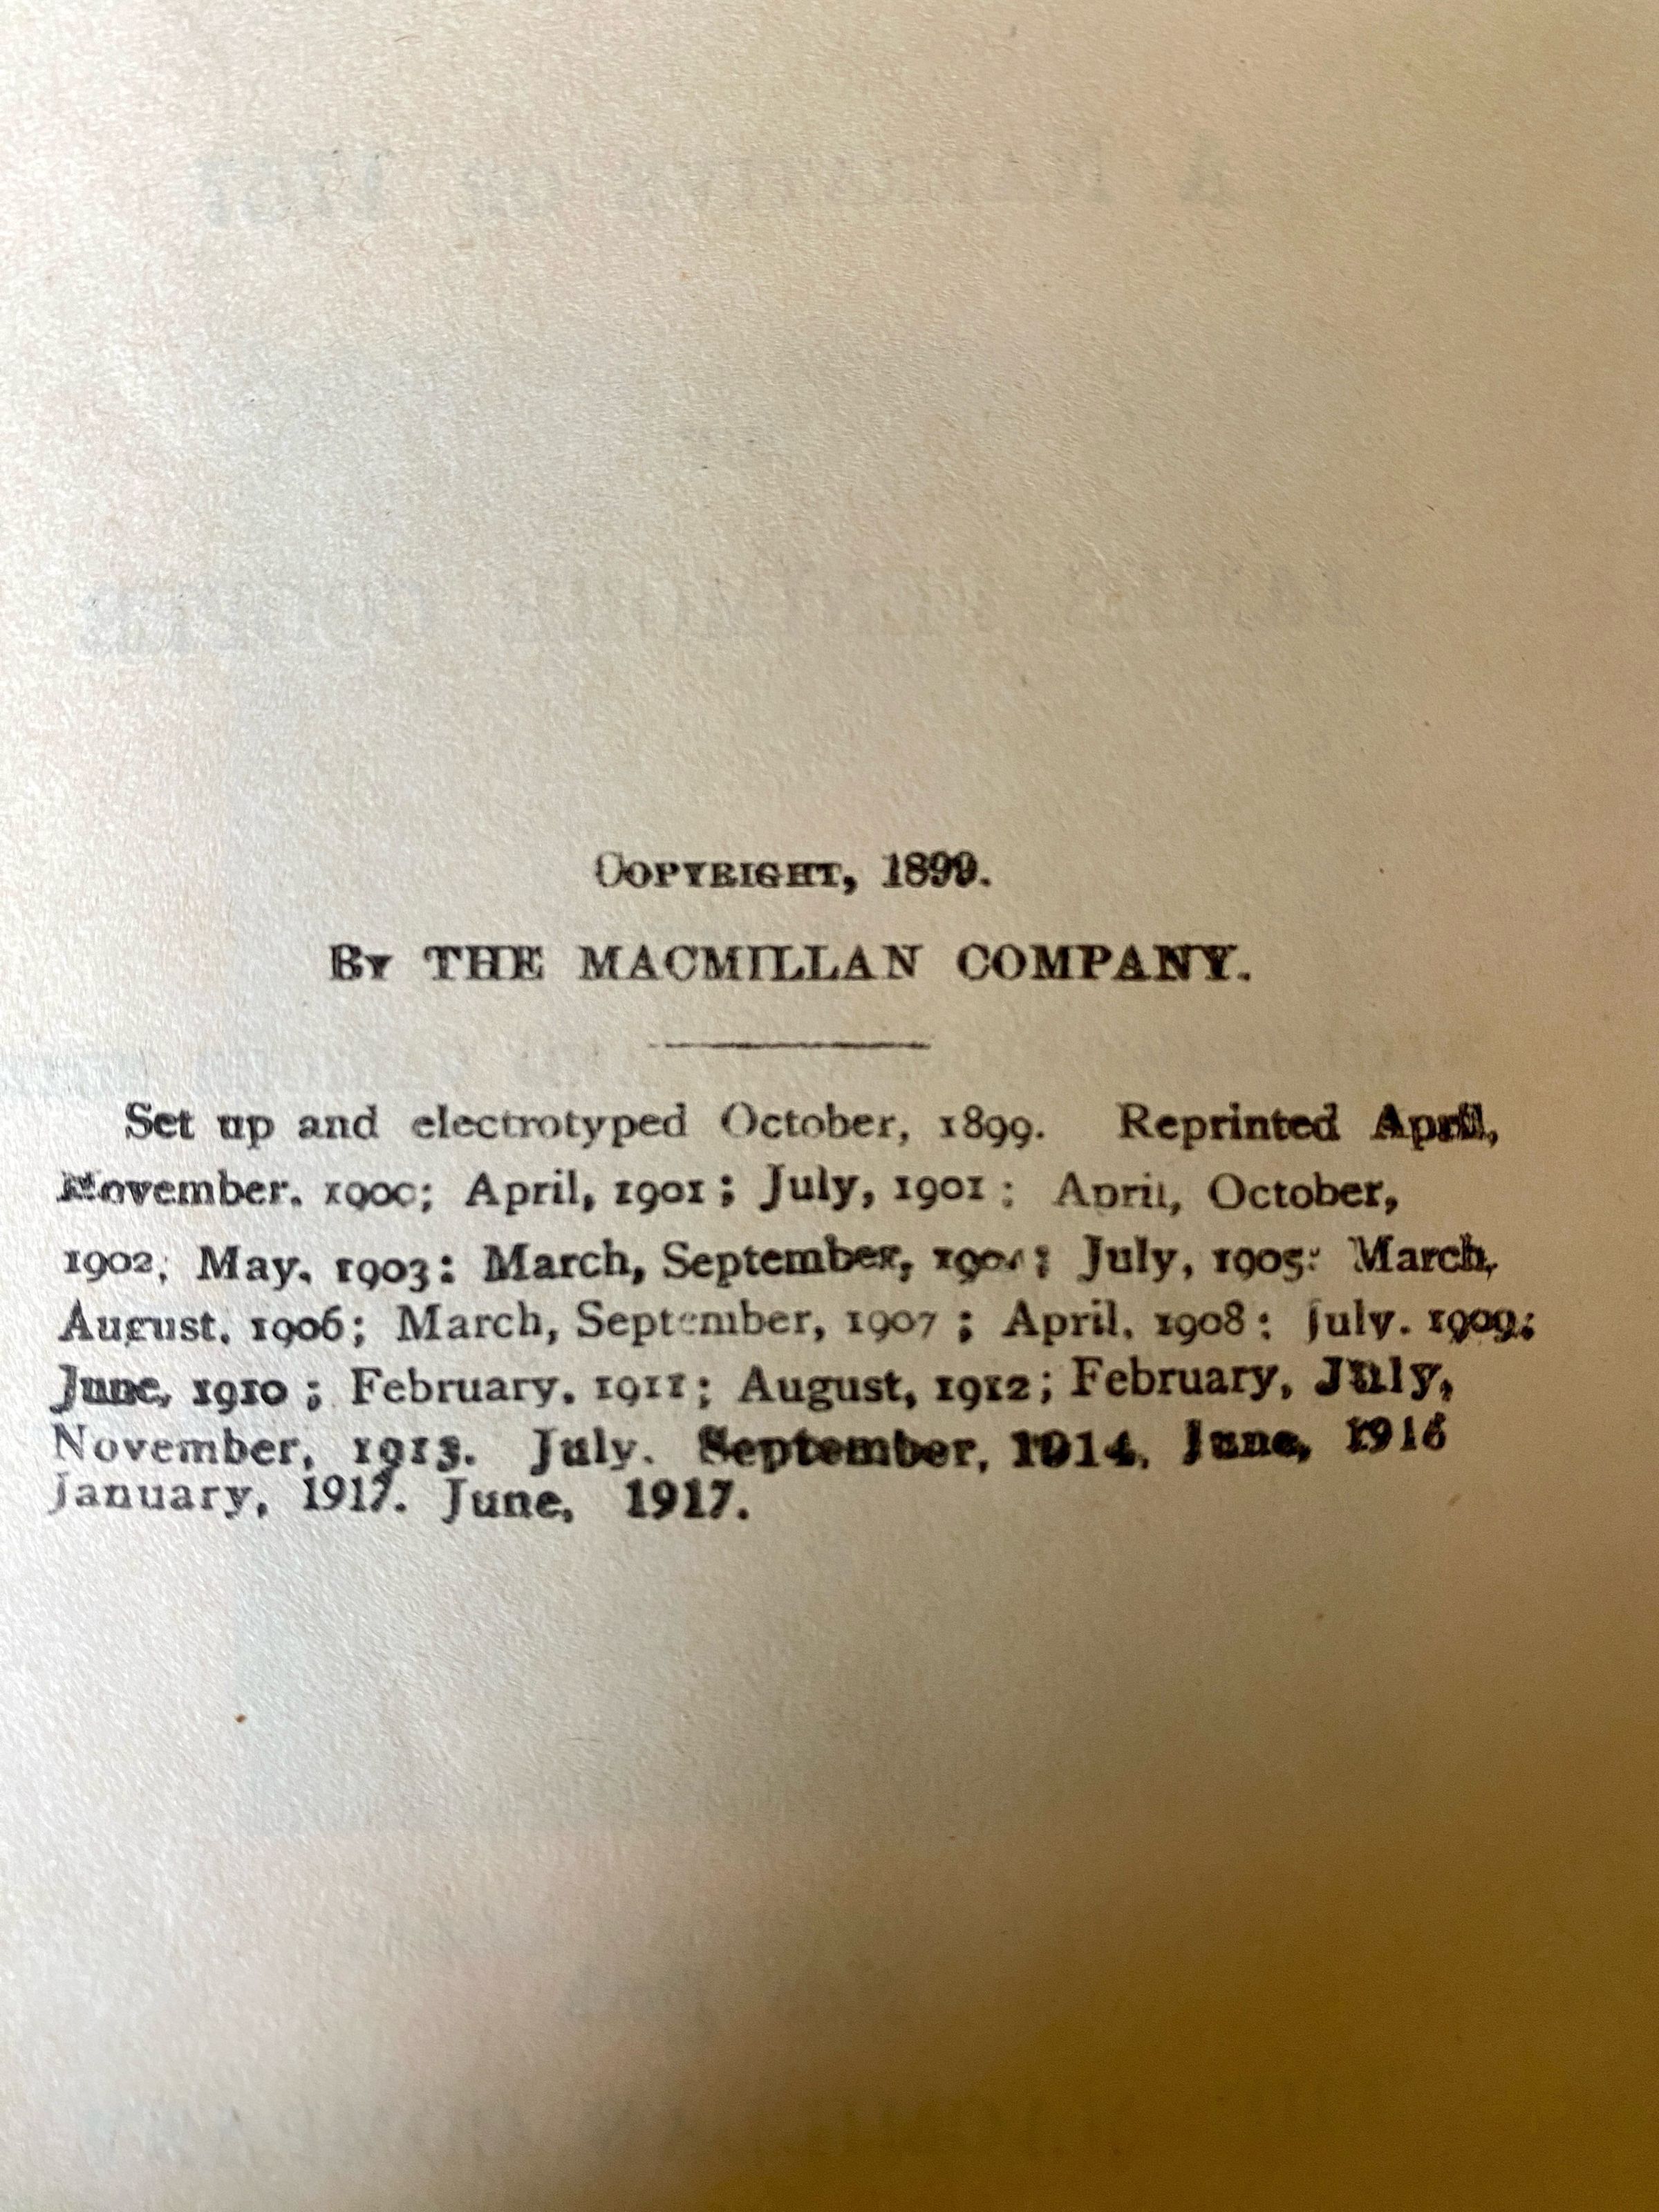 COPYRIGHT, 1899.
BY THE MACMILLAN COMPANY.
Set up and electrotyped October, 1899. Reprinted April,
November, 1900; April, 1901; July, 1901; April, October,
1902; May, 1903: March, September, 1904; July, 1905: March,
August, 1906; March, September, 1907; April, 1908: July, 1909;
June, 1910; February, 1911; August, 1912; February, July,
November, 1913. July, September, 1914, June, 1916
January, 1917. June, 1917.